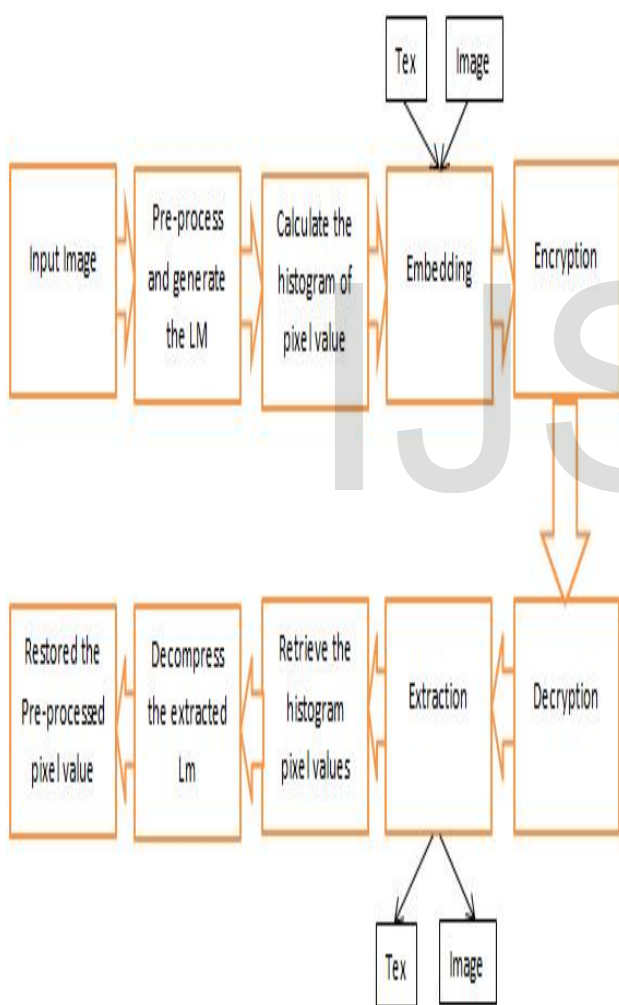 Tex
Image
Input Image
Pre-process
and generate
the LM
Calculate the
histogram of
pixel value
Embedding
Encryption
IJS
Restored the
Pre-processed
pixel value
Decompress
the extracted
Lm
Retrieve the
histogram
pixel values
Extraction
Decryption
Tex
Image